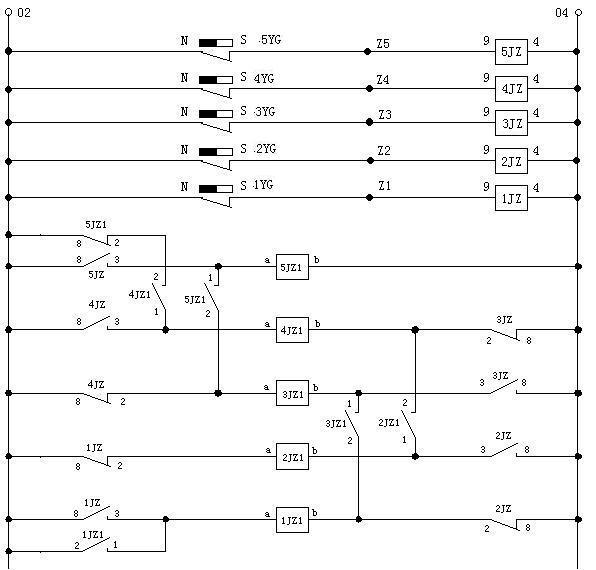 02 04
N S .5YG Z5 9 5JZ 4
N S 4YG Z4 9 4JZ 4
N S .3YG Z3 9 3JZ 4
N S .2YG Z2 9 2JZ 4
N S .1YG Z1 9 1JZ 4
5JZ1
8 2
8 3 a 5JZ1 b
5JZ 2 1
4JZ1 5JZ1
4JZ 1 2 3JZ
8 3 a 4JZ1 b
2 8
4JZ a 3JZ1 b 3 3JZ 8
8 2
1 2
3JZ1 2JZ1
1JZ 2 1 2JZ
a 2JZ1 b 3 8
8 2
1JZ 2JZ
8 3 a 1JZ1 b
2 8
1JZ1
2 1